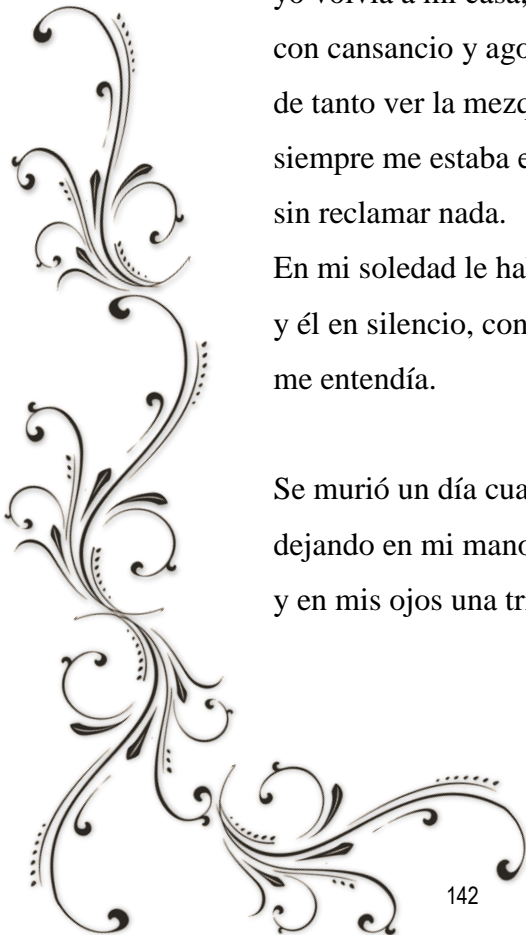 yo volvía a mi casa,
con cansancio y
de tanto ver la
siempre me estaba
sin reclamar nada.
En mi soledad le
y él en silencio,
me entendía.
Se murió un día
dejando en mi
y en mis ojos una
142